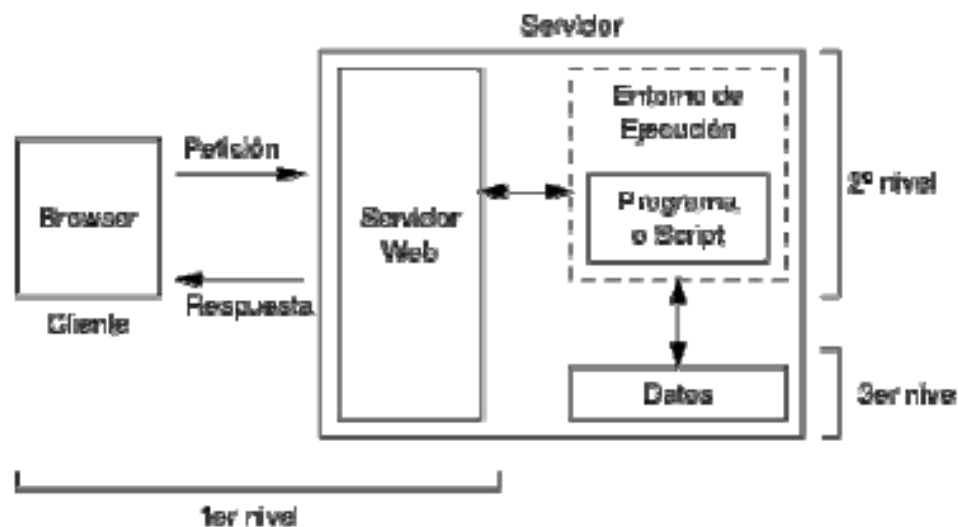 Servidor
Entorno de
Ejecución
Petición
2º nivel
Browser
Servidor
Web
Programa
o Script
Respuesta
Cliente
Datos
3er nivel
1er nivel